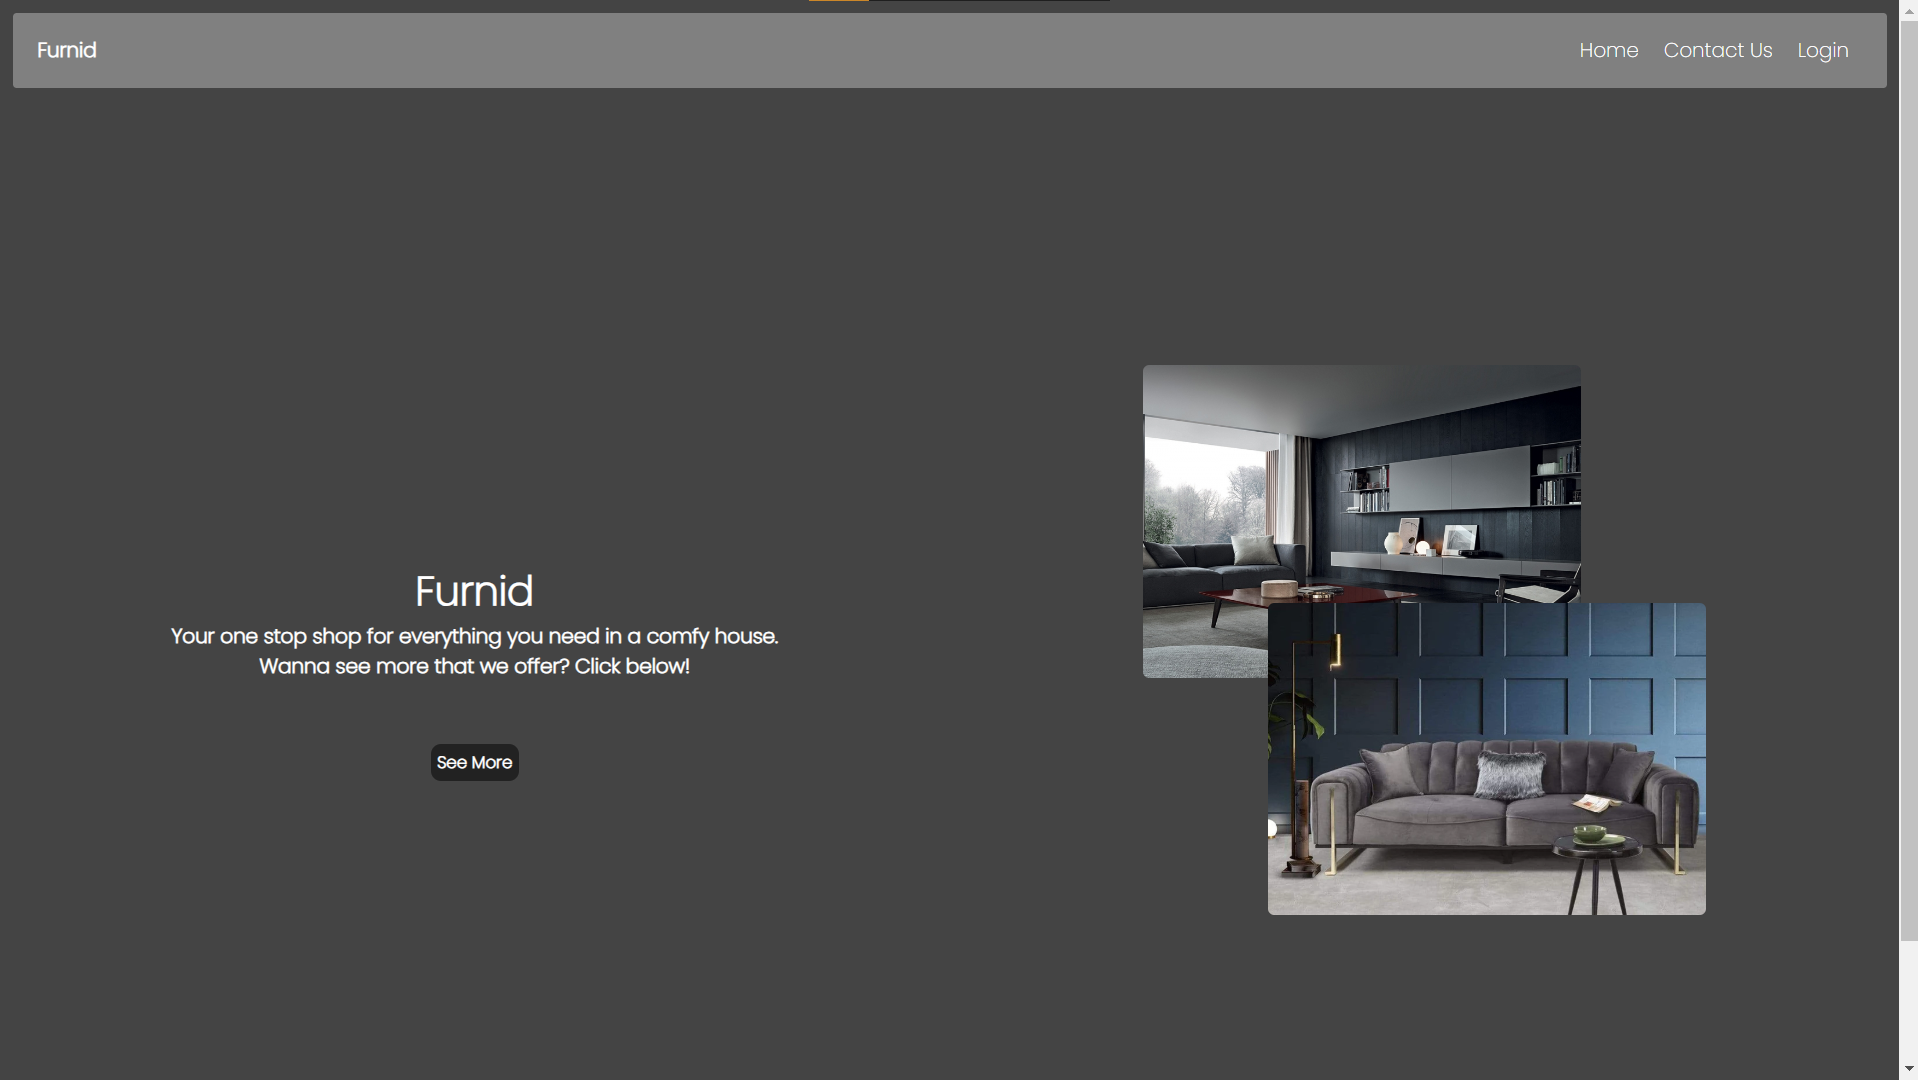 Furnid
Home Contact Us Login
Furnid
Your one stop shop for everything you need in a comfy house.
Wanna see more that we offer? Click below!
See More